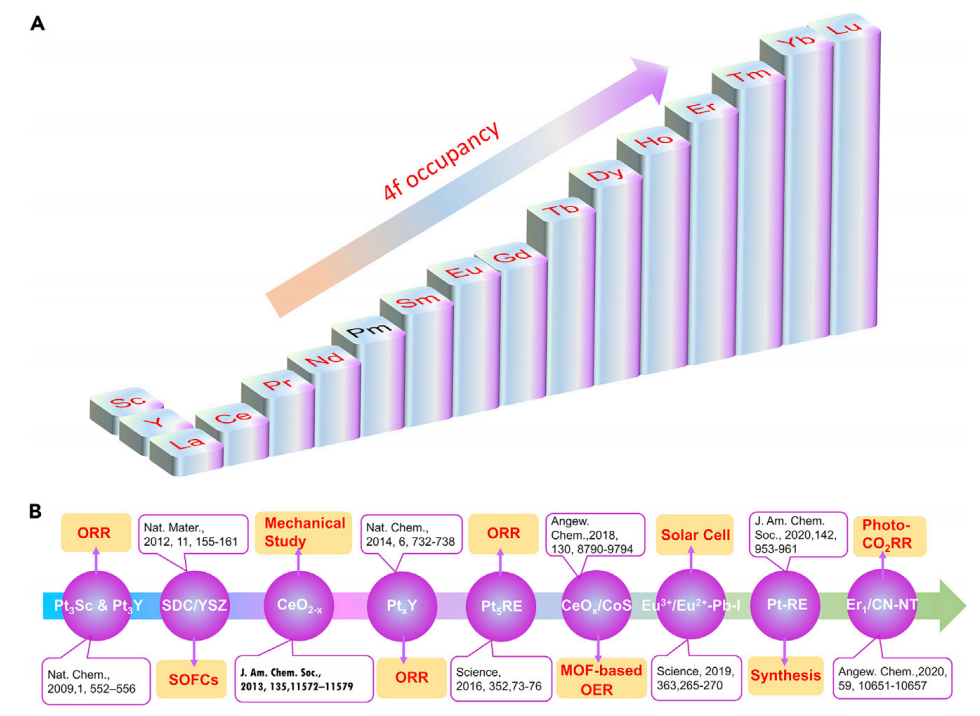 A
4f occupancy
Sc
Y
La
Ce
Pr
Nd
Pm
Sm
Eu
Gd
Tb
Dy
Ho
Er
Tm
Yb
Lu
B
ORR
Nat. Mater.,
2012, 11, 155-161
Mechanical
Study
Nat. Chem.,
2014, 6, 732-738
ORR
Angew.
Chem.,2018,
130, 8790-9794
Solar Cell
J. Am. Chem.
Soc., 2020,142,
953-961
Photo-
CO₂RR
Pt₃Sc & Pt₃Y
SDC/YSZ
CeO₂₋ₓ
PtₓY
Pt₅RE
CeOₓ/CoS
Eu³⁺/Eu²⁺-Pb-I
Pt-RE
Er₁/CN-NT
Nat. Chem.,
2009,1, 552–556
SOFCs
J. Am. Chem. Soc.,
2013, 135,11572–11579
ORR
Science,
2016, 352,73-76
MOF-based
OER
Science, 2019,
363,265-270
Synthesis
Angew. Chem.,2020,
59, 10651-10657